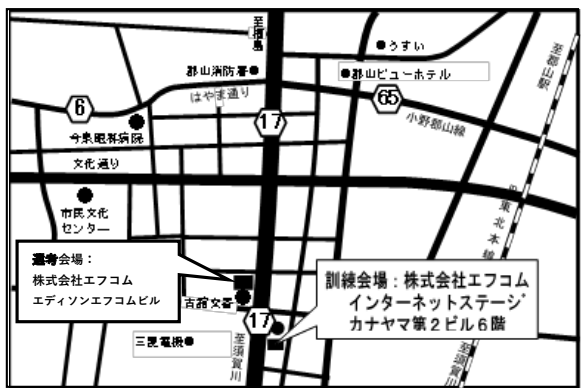 至福島
うすい
郡山消防署
郡山ビューホテル
はやま通り
至郡山駅
6
65
17
今泉眼科病院
小野郡山線
文化通り
JR東北本線
市民文化
センター
選考会場：
株式会社エフコム
エディソンエフコムビル
訓練会場：株式会社エフコム
インターネットステージ
カナヤマ第２ビル６階
古舘文香
17
三晃電機
至須賀川
至須賀川